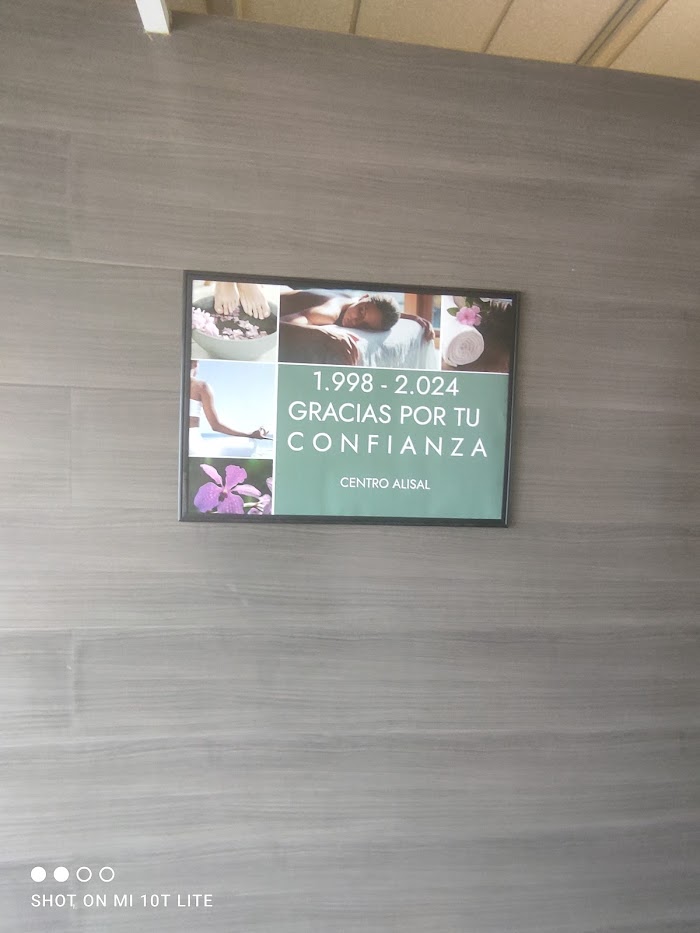 1.998 - 2.024
GRACIAS POR TU
CONFIANZA
CENTRO ALISAL
SHOT ON MI 10T LITE